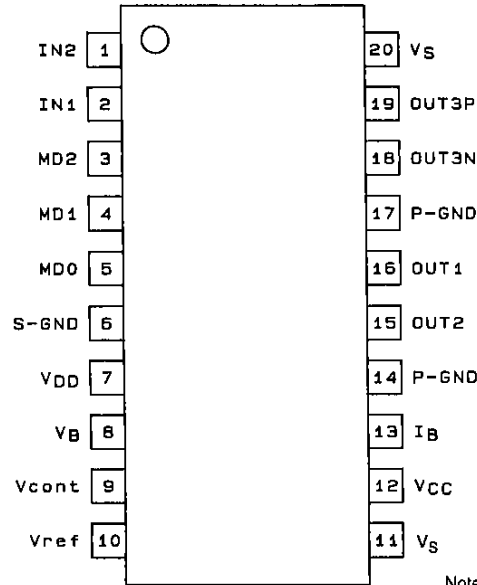 IN2 1 20 VS
IN1 2 19 OUT3P
MD2 3 18 OUT3N
MD1 4 17 P-GND
MD0 5 16 OUT1
S-GND 6 15 OUT2
VDD 7 14 P-GND
VB 8 13 IB
Vcont 9 12 VCC
Vref 10 11 VS
Note